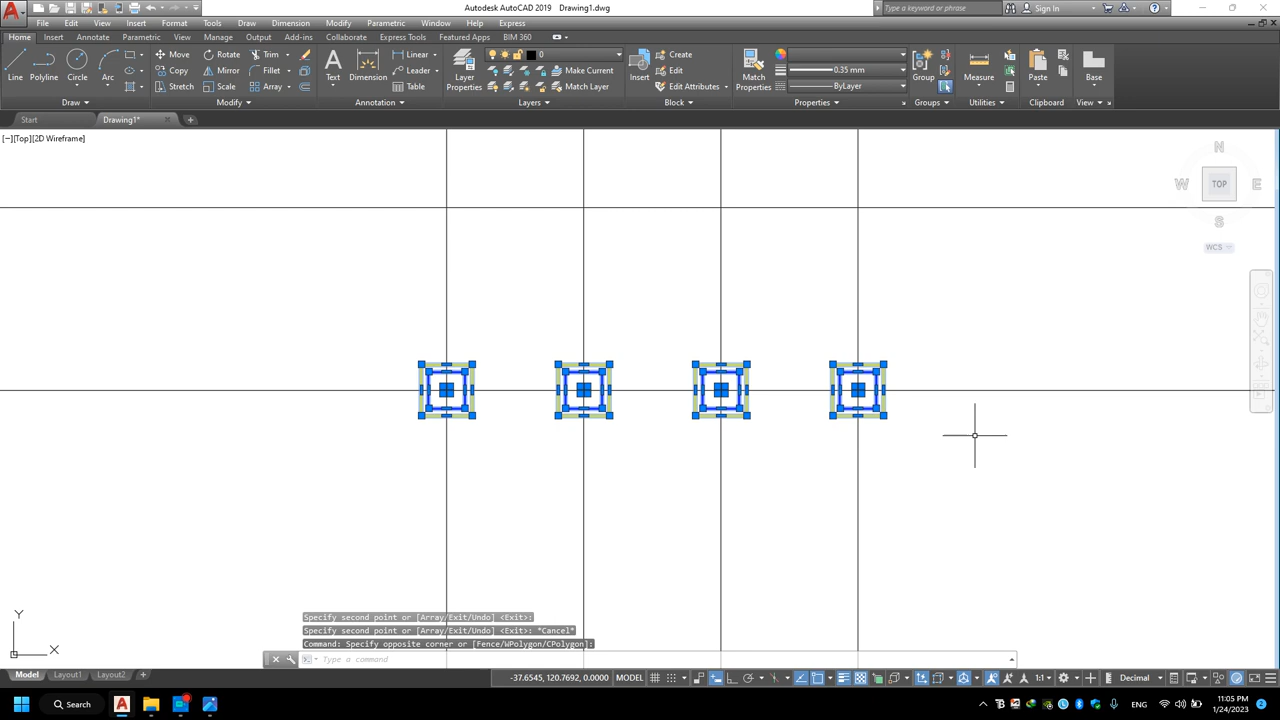 Autodesk AutoCAD 2019 Drawing1.dwg
Type a keyword or phrase
Sign In
File Edit View Insert Format Tools Draw Dimension Modify Parametric Window Help Express
Home Insert Annotate Parametric View Manage Output Add-ins Collaborate Express Tools Featured Apps BIM 360
Line Polyline Circle Arc
Move Rotate Trim
Copy Mirror Fillet
Stretch Scale Array
Text Dimension
Linear
Leader
Table
Layer Properties
0
Make Current
Match Layer
Insert
Create
Edit
Edit Attributes
Match Properties
0.35 mm
ByLayer
Group
Measure
Paste
Base
Draw Modify Annotation Layers Block Properties Groups Utilities Clipboard View
Start Drawing1*
[−][Top][2D Wireframe]
N
W TOP E
S
WCS
Specify second point or [Array/Exit/Undo] <Exit>:
Specify second point or [Array/Exit/Undo] <Exit>: *Cancel*
Command: Specify opposite corner or [Fence/WPolygon/CPolygon]:
Type a command
Y
X
Model Layout1 Layout2 +
-37.6545, 120.7692, 0.0000 MODEL
1:1
Decimal
Search
ENG
11:05 PM
1/24/2023